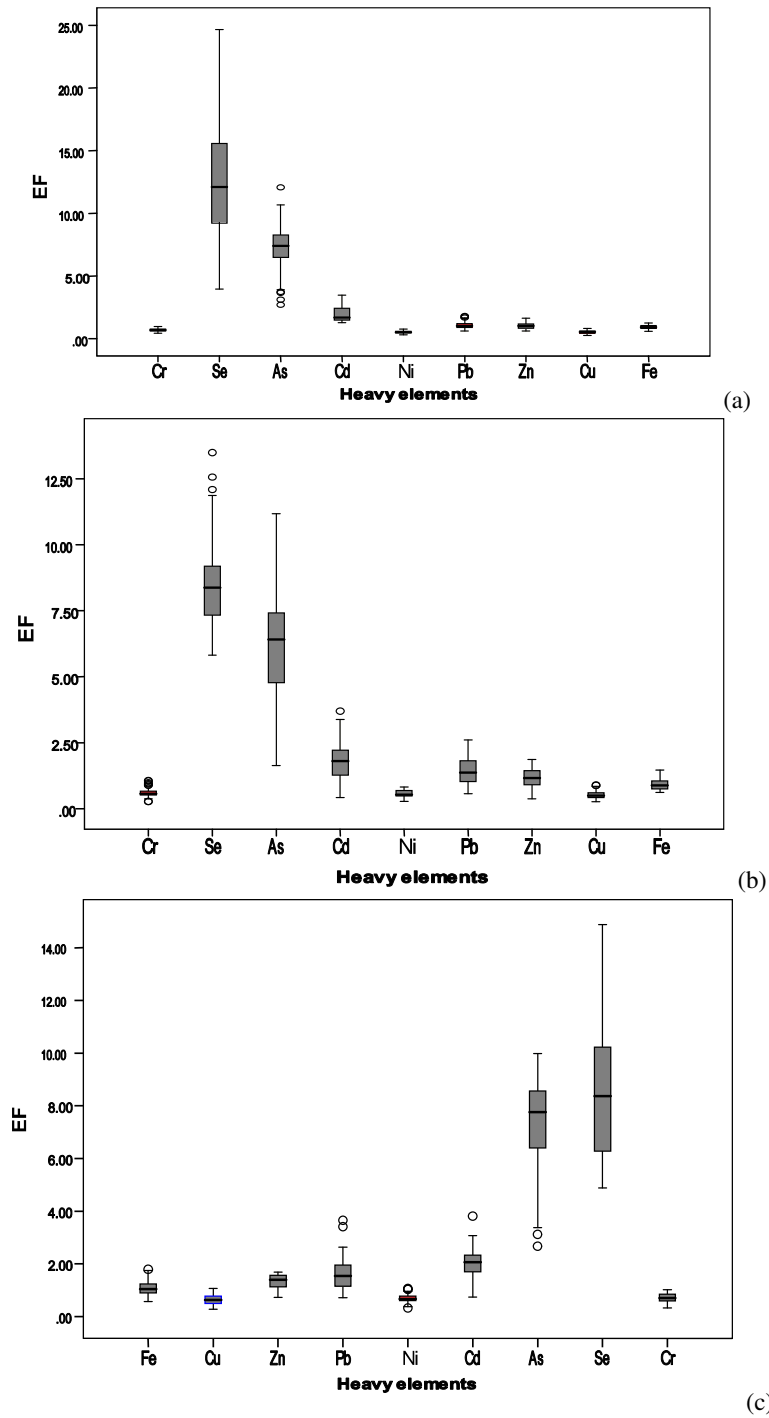 25.00
20.00
15.00
10.00
5.00
.00
EF
Cr Se As Cd Ni Pb Zn Cu Fe
Heavy elements
(a)
12.50
10.00
7.50
5.00
2.50
.00
EF
Cr Se As Cd Ni Pb Zn Cu Fe
Heavy elements
(b)
14.00
12.00
10.00
8.00
6.00
4.00
2.00
.00
EF
Fe Cu Zn Pb Ni Cd As Se Cr
Heavy elements
(c)